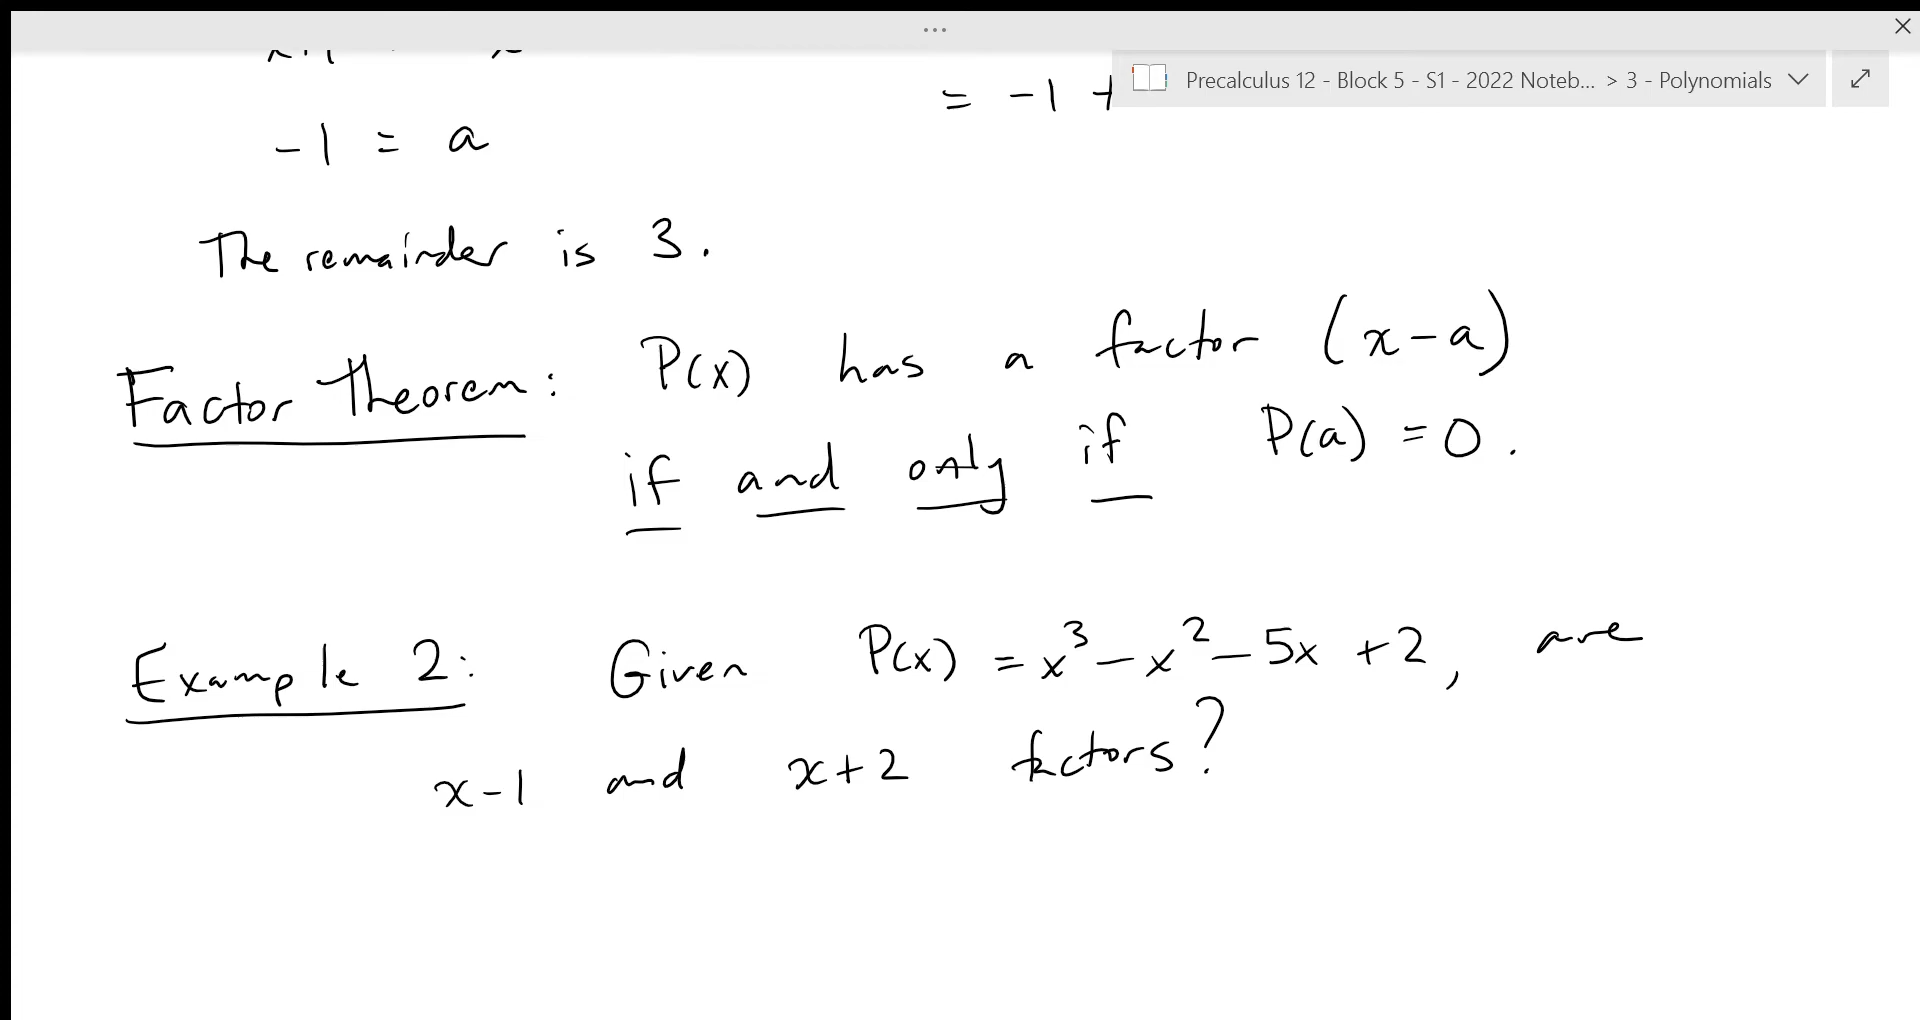 ...
Precalculus 12 - Block 5 - S1 - 2022 Noteb... > 3 - Polynomials
= -1 +
-1 = a
The remainder is 3.
Factor Theorem: P(x) has a factor (x-a)
if and only if P(a) = 0.
Example 2: Given P(x) = x³ - x² - 5x + 2, are
x-1 and x+2 factors?